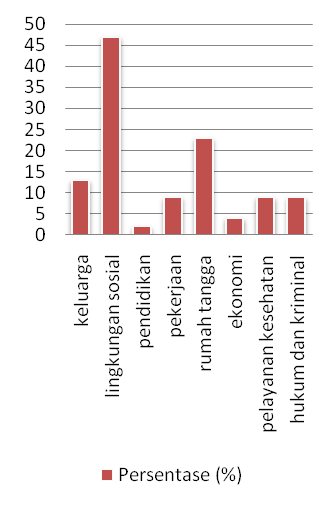 50
45
40
35
30
25
20
15
10
5
0
keluarga
lingkungan sosial
pendidikan
pekerjaan
rumah tangga
ekonomi
pelayanan kesehatan
hukum dan kriminal
Persentase (%)